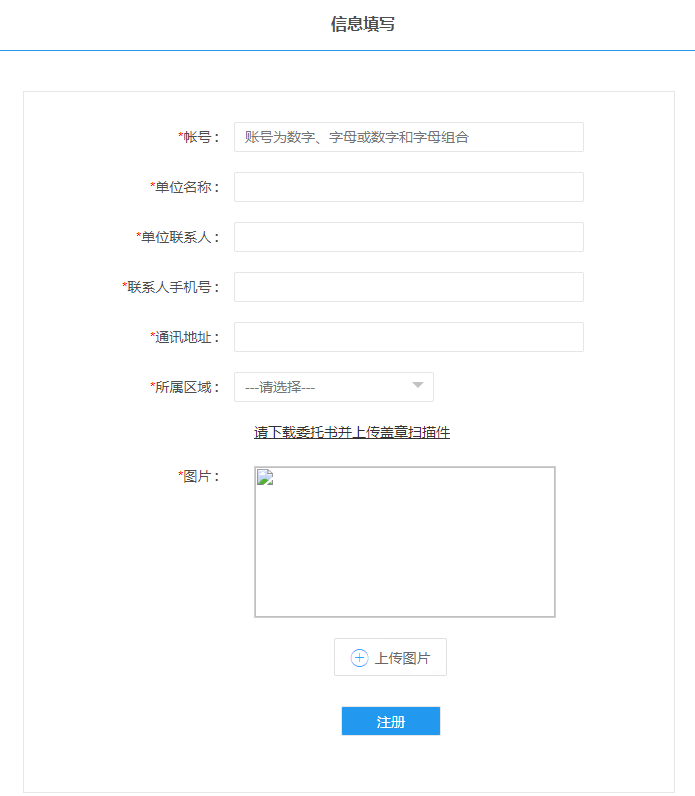 信息填写
*帐号： 账号为数字、字母或数字和字母组合
*单位名称：
*单位联系人：
*联系人手机号：
*通讯地址：
*所属区域： ---请选择---
请下载委托书并上传盖章扫描件
*图片：
上传图片
注册